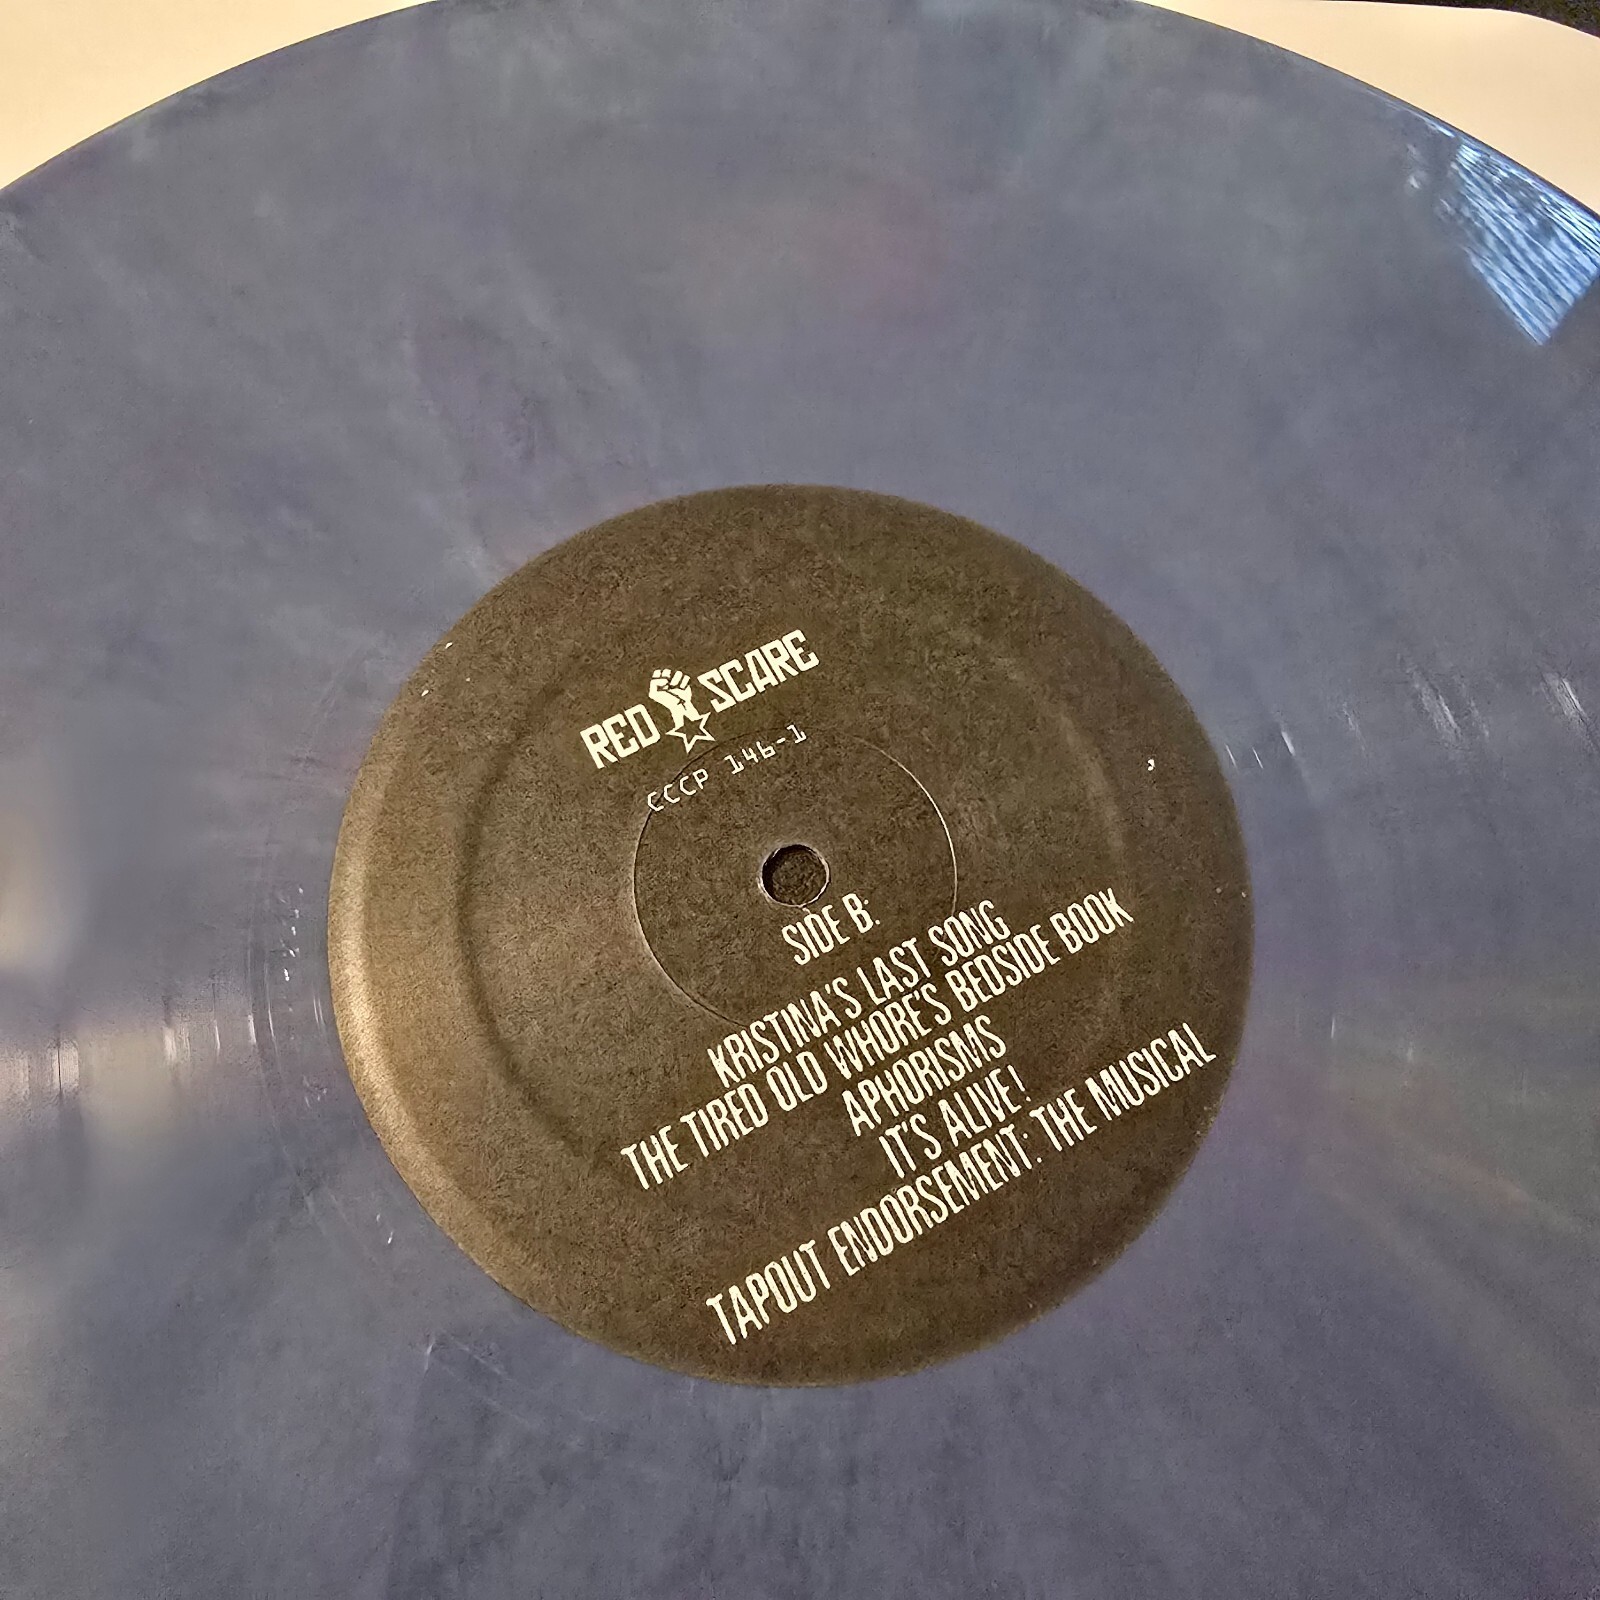 RED SCARE
CCCP 146-1
SIDE B:
KRISTINA'S LAST SONG
THE TIRED OLD WHORE'S BEDSIDE BOOK
APHORISMS
IT'S ALIVE!
TAPOUT ENDORSEMENT: THE MUSICAL